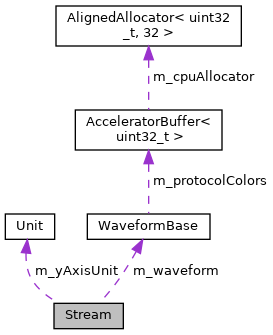 AlignedAllocator< uint32
_t, 32 >
m_cpuAllocator
AcceleratorBuffer<
uint32_t >
m_protocolColors
Unit
WaveformBase
m_yAxisUnit
m_waveform
Stream